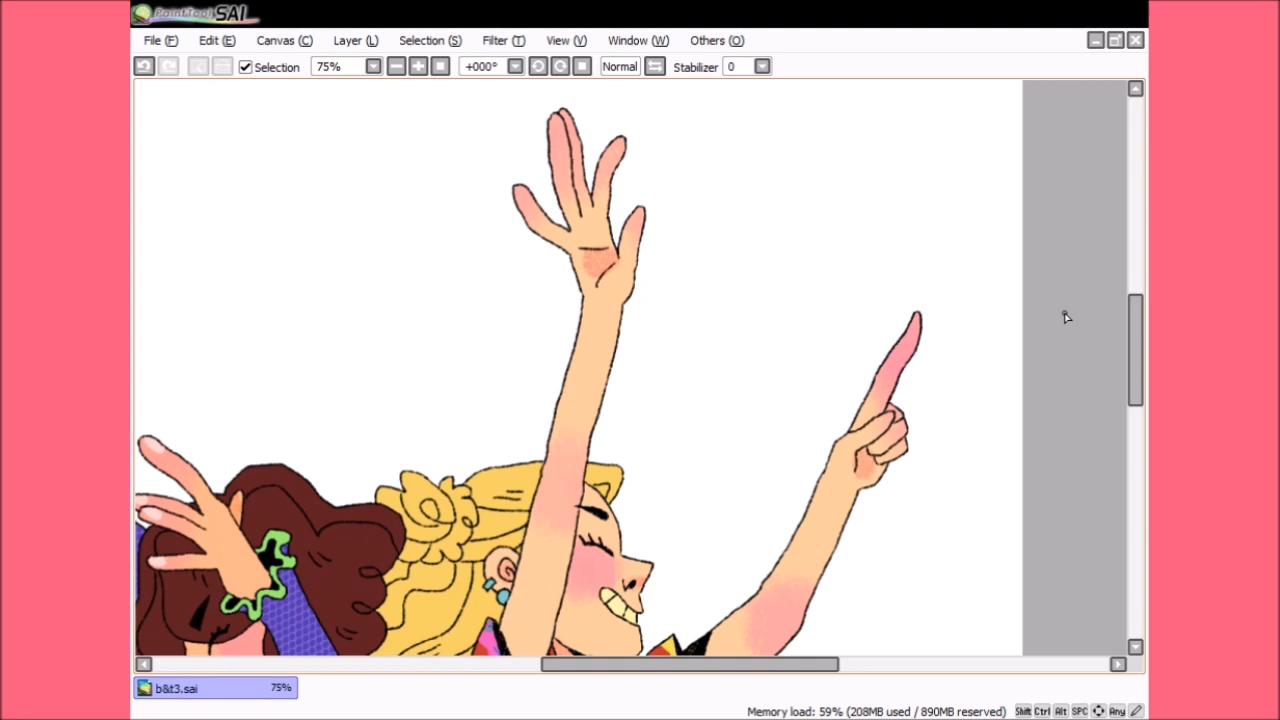 PaintTool SAI
File (F) Edit (E) Canvas (C) Layer (L) Selection (S) Filter (T) View (V) Window (W) Others (O)
Selection 75% +000° Normal Stabilizer 0
b&t3.sai 75%
Memory load: 59% (208MB used / 890MB reserved) Shift Ctrl Alt SPC Any